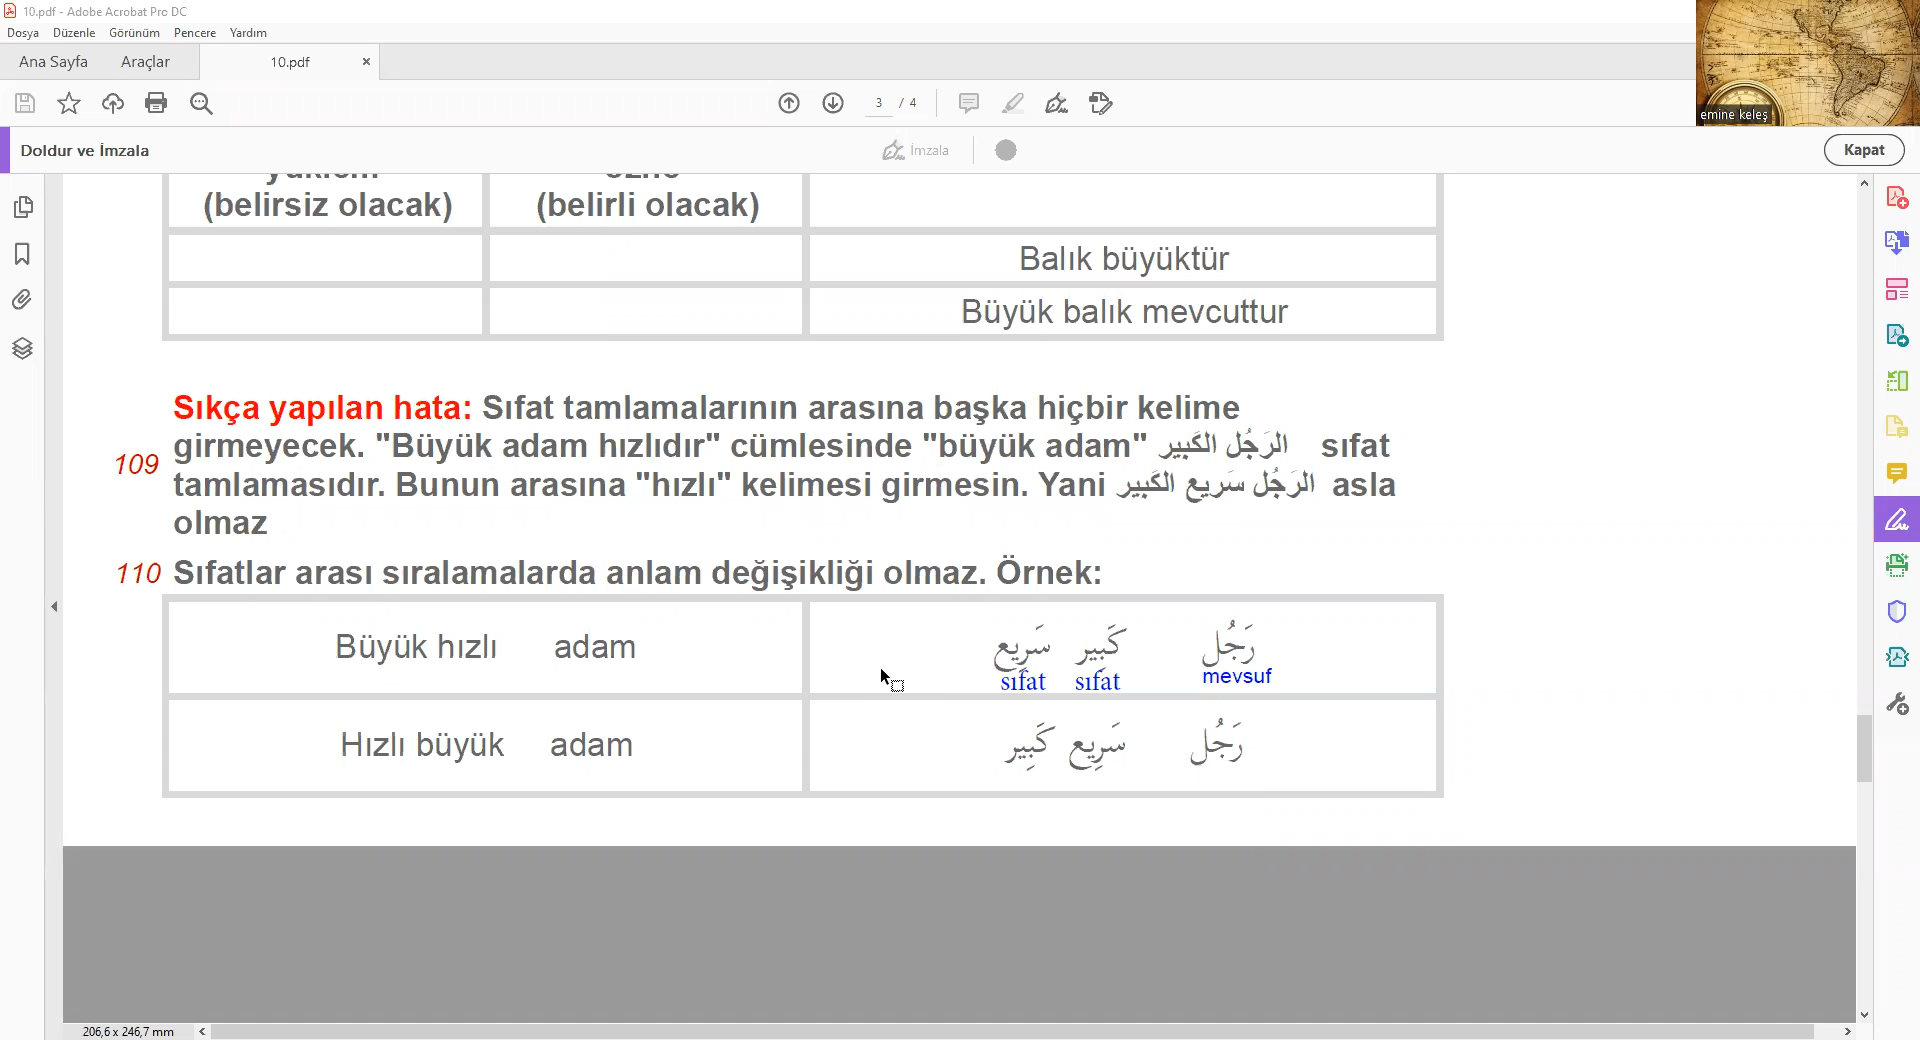 10.pdf - Adobe Acrobat Pro DC
Dosya Düzenle Görünüm Pencere Yardım
Ana Sayfa Araçlar 10.pdf ×
3 / 4
emine keleş
Doldur ve İmzala İmzala Kapat
(belirsiz olacak) (belirli olacak)
Balık büyüktür
Büyük balık mevcuttur
Sıkça yapılan hata: Sıfat tamlamalarının arasına başka hiçbir kelime
109 girmeyecek. "Büyük adam hızlıdır" cümlesinde "büyük adam" الرَجُل الكَبير sıfat
tamlamasıdır. Bunun arasına "hızlı" kelimesi girmesin. Yani الرَجُل سَريع الكَبير asla
olmaz
110 Sıfatlar arası sıralamalarda anlam değişikliği olmaz. Örnek:
Büyük hızlı adam رَجُل كَبِير سَرِيع
sıfat sıfat mevsuf
Hızlı büyük adam رَجُل سَرِيع كَبِير
206,6 x 246,7 mm